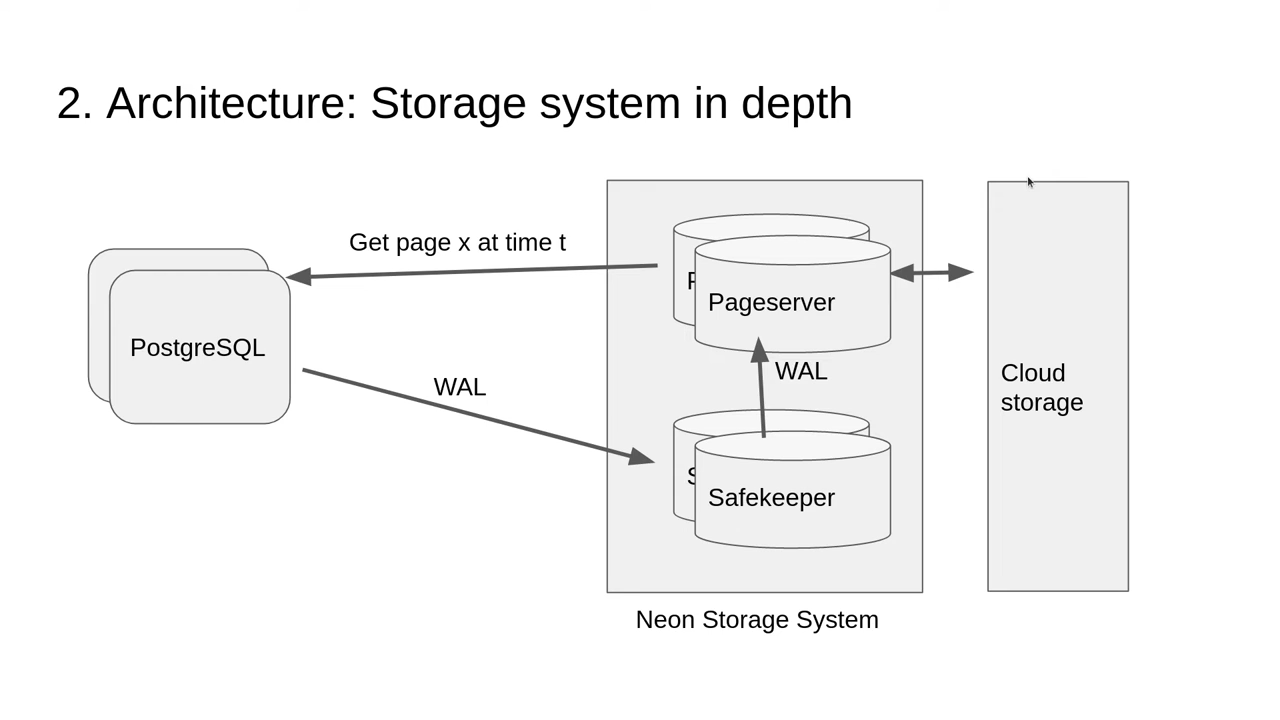 2. Architecture: Storage system in depth
Get page x at time t
PostgreSQL
WAL
P
Pageserver
WAL
S
Safekeeper
Cloud
storage
Neon Storage System